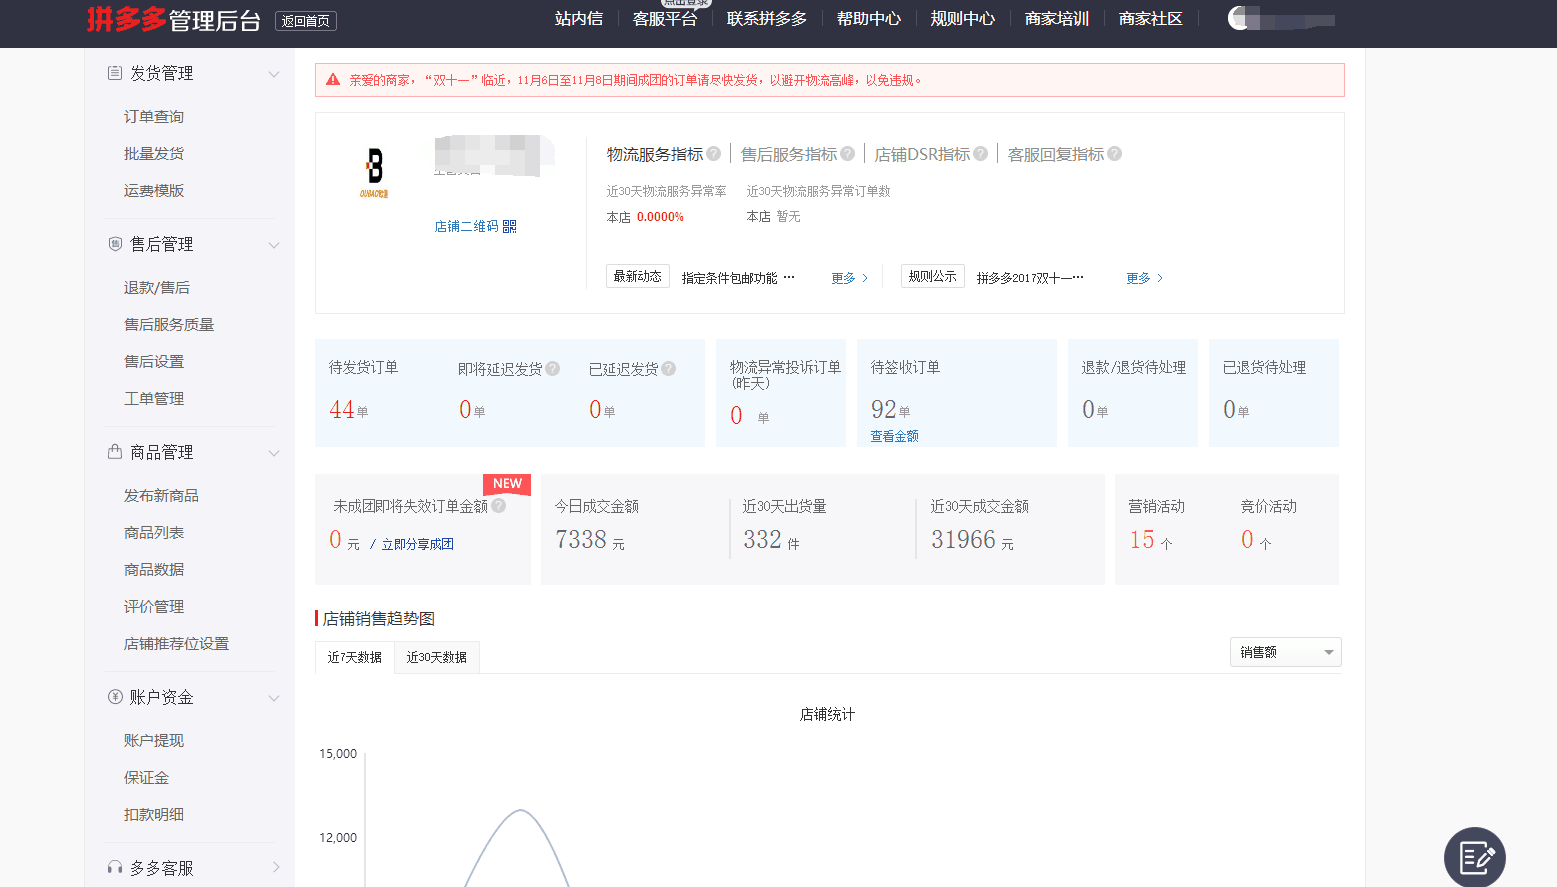 拼多多管理后台 返回首页
站内信 客服平台 联系拼多多 帮助中心 规则中心 商家培训 商家社区
点击登录
发货管理
订单查询
批量发货
运费模版
售后管理
退款/售后
售后服务质量
售后设置
工单管理
商品管理
发布新商品
商品列表
商品数据
评价管理
店铺推荐位设置
账户资金
账户提现
保证金
扣款明细
多多客服
亲爱的商家，“双十一”临近，11月6日至11月8日期间成团的订单请尽快发货，以避开物流高峰，以免违规。
店铺二维码
物流服务指标 售后服务指标 店铺DSR指标 客服回复指标
近30天物流服务异常率 近30天物流服务异常订单数
本店 0.0000% 本店 暂无
最新动态 指定条件包邮功能 ··· 更多 规则公示 拼多多2017双十一··· 更多
待发货订单 即将延迟发货 已延迟发货
44单 0单 0单
物流异常投诉订单
(昨天)
0 单
待签收订单
92单
查看金额
退款/退货待处理
0单
已退货待处理
0单
NEW
未成团即将失效订单金额
0 元 / 立即分享成团
今日成交金额 近30天出货量 近30天成交金额
7338 元 332 件 31966 元
营销活动 竞价活动
15 个 0 个
店铺销售趋势图
近7天数据 近30天数据 销售额
店铺统计
15,000
12,000